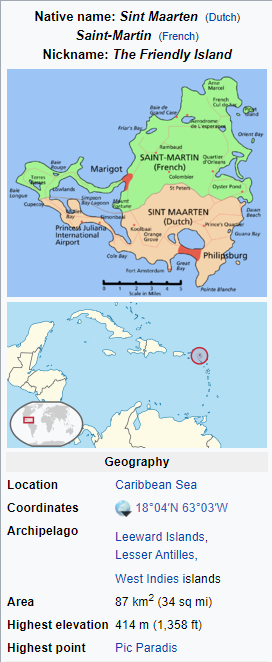 Native name: Sint Maarten (Dutch)
Saint-Martin (French)
Nickname: The Friendly Island
Anse Marcel
Baie de Grand Case
French Cul de Sac
Aerodrome de L'esperance
Orient Bay
Friar's Bay
Rambaud
Baie Rouge
Marigot
SAINT-MARTIN
(French)
Quartier D'Orleans
Colombier
Terres Basses
St Peters
Oyster Pond
Baie Longue
Lowlands
Simpson Bay Lagoon
Mount Fortune
Cupecoy
SINT MAARTEN
(Dutch)
Dawn Beach
Simsonbaai
Princess Juliana
International
Airport
Koolbaai
Orange Grove
Prince's Quarter
Guana Bay
Cole Bay
Philipsburg
Great Bay
Fort Amsterdam
Pointe Blanche
0 1 2 3 4 5
Scale in Miles
Geography
Location Caribbean Sea
Coordinates 18°04′N 63°03′W
Archipelago Leeward Islands,
Lesser Antilles,
West Indies islands
Area 87 km2 (34 sq mi)
Highest elevation 414 m (1,358 ft)
Highest point Pic Paradis